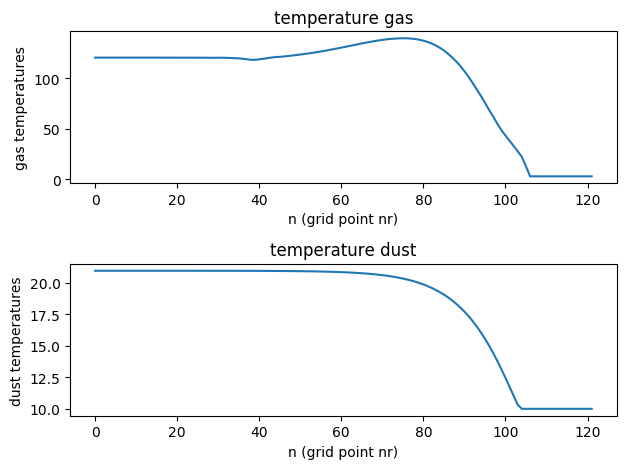 temperature gas
gas temperatures
100
50
0
0 20 40 60 80 100 120
n (grid point nr)
temperature dust
dust temperatures
20.0
17.5
15.0
12.5
10.0
0 20 40 60 80 100 120
n (grid point nr)